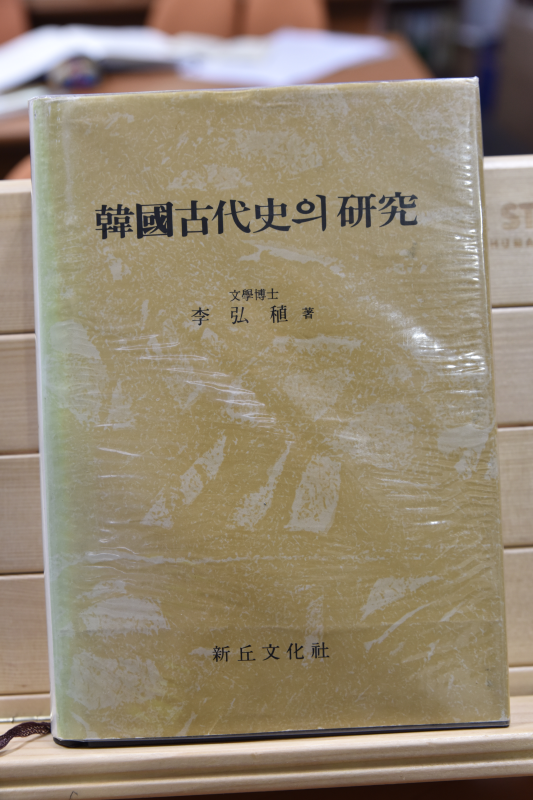 韓國古代史의 研究
文學博士
李弘稙 著
新丘文化社